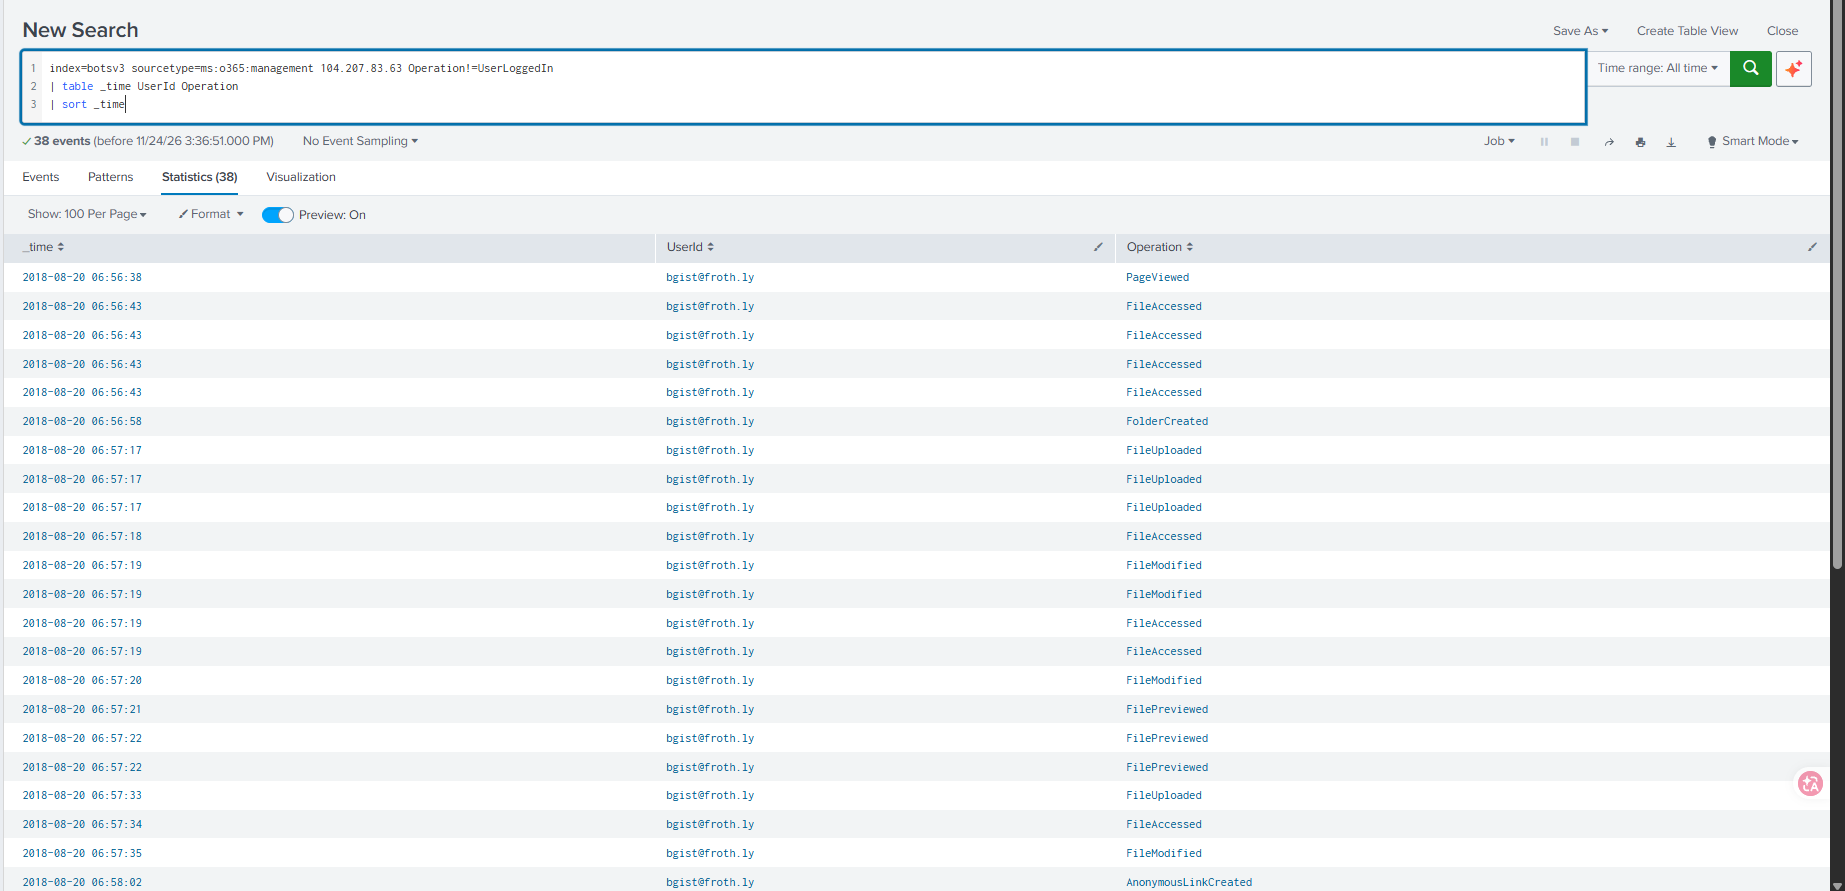 New Search
Save As
Create Table View
Close
1 index=botsv3 sourcetype=ms:o365:management 104.207.83.63 Operation!=UserLoggedIn
2 | table _time UserId Operation
3 | sort _time
Time range: All time
38 events (before 11/24/26 3:36:51.000 PM)
No Event Sampling
Job
Smart Mode
Events
Patterns
Statistics (38)
Visualization
Show: 100 Per Page
Format
Preview: On
_time UserId Operation
2018-08-20 06:56:38 bgist@froth.ly PageViewed
2018-08-20 06:56:43 bgist@froth.ly FileAccessed
2018-08-20 06:56:43 bgist@froth.ly FileAccessed
2018-08-20 06:56:43 bgist@froth.ly FileAccessed
2018-08-20 06:56:43 bgist@froth.ly FileAccessed
2018-08-20 06:56:58 bgist@froth.ly FolderCreated
2018-08-20 06:57:17 bgist@froth.ly FileUploaded
2018-08-20 06:57:17 bgist@froth.ly FileUploaded
2018-08-20 06:57:17 bgist@froth.ly FileUploaded
2018-08-20 06:57:18 bgist@froth.ly FileAccessed
2018-08-20 06:57:19 bgist@froth.ly FileModified
2018-08-20 06:57:19 bgist@froth.ly FileModified
2018-08-20 06:57:19 bgist@froth.ly FileAccessed
2018-08-20 06:57:19 bgist@froth.ly FileAccessed
2018-08-20 06:57:20 bgist@froth.ly FileModified
2018-08-20 06:57:21 bgist@froth.ly FilePreviewed
2018-08-20 06:57:22 bgist@froth.ly FilePreviewed
2018-08-20 06:57:22 bgist@froth.ly FilePreviewed
2018-08-20 06:57:33 bgist@froth.ly FileUploaded
2018-08-20 06:57:34 bgist@froth.ly FileAccessed
2018-08-20 06:57:35 bgist@froth.ly FileModified
2018-08-20 06:58:02 bgist@froth.ly AnonymousLinkCreated